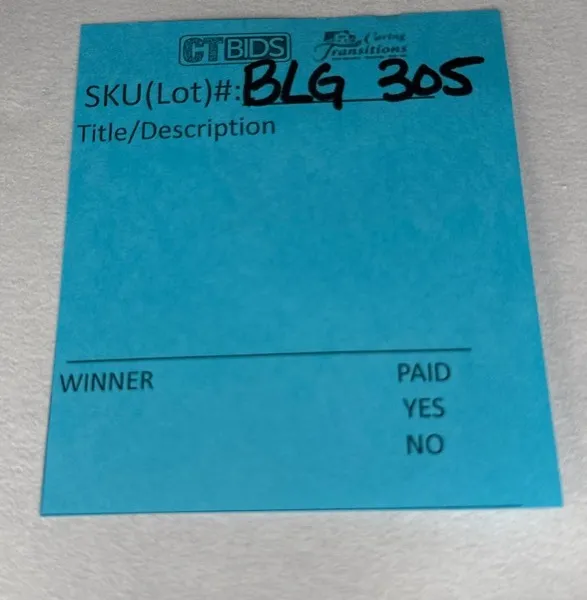 CTBIDS Caring
Transitions
SKU(Lot)#: BLG 305
Title/Description
WINNER PAID
YES
NO